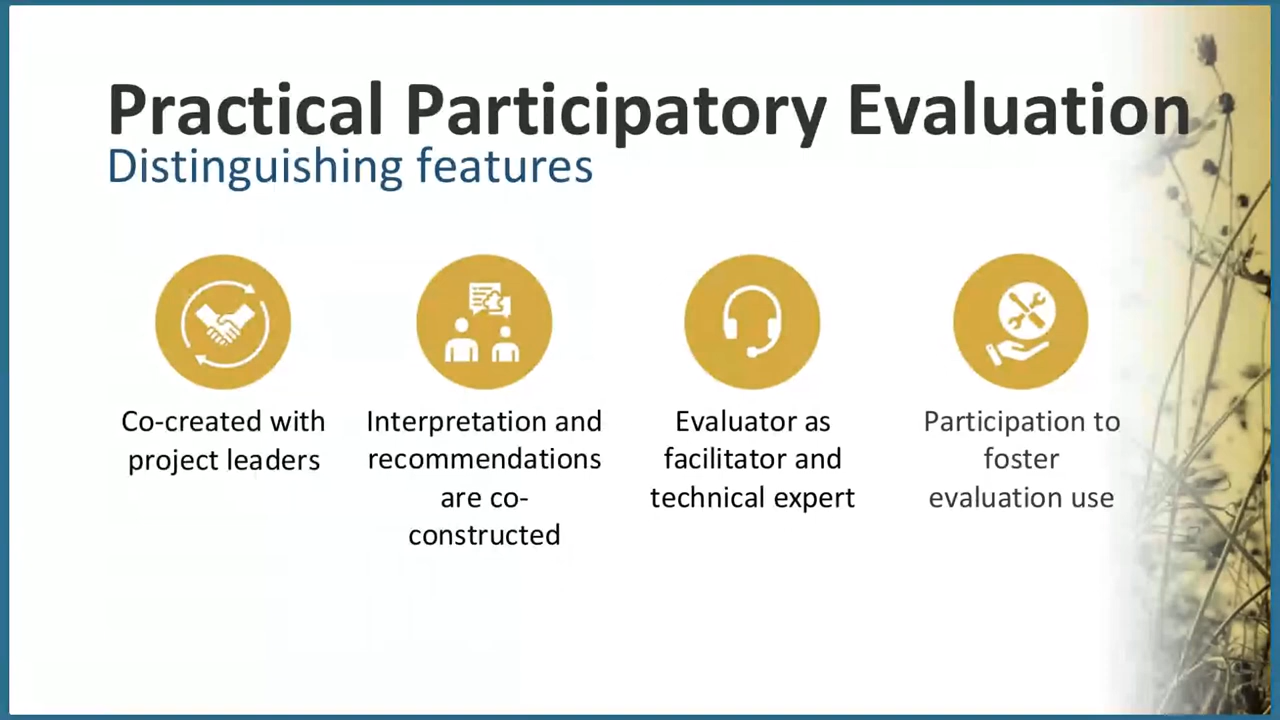 Practical Participatory Evaluation
Distinguishing features
Co-created with
project leaders
Interpretation and
recommendations
are co-
constructed
Evaluator as
facilitator and
technical expert
Participation to
foster
evaluation use